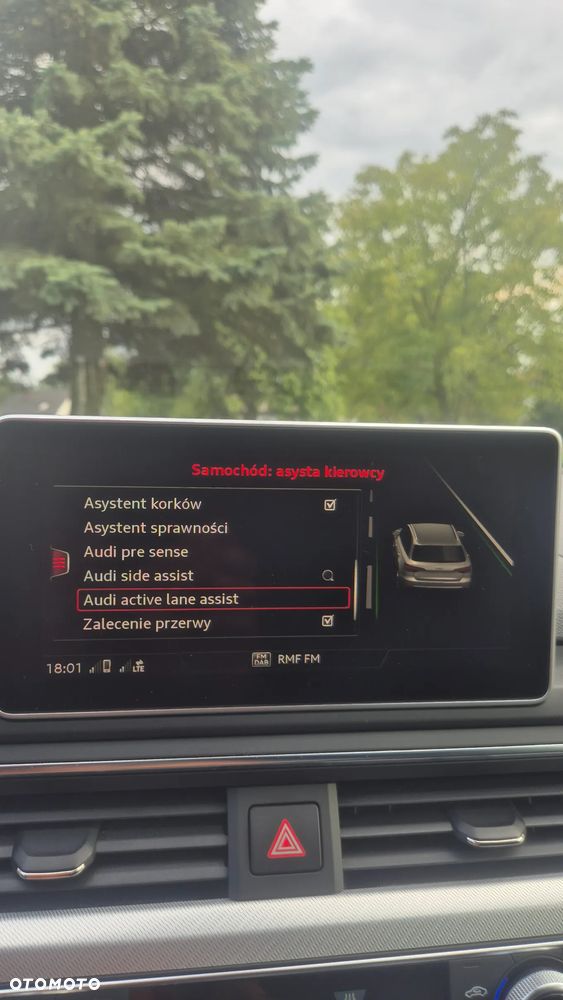 Samochód: asysta kierowcy
Asystent korków
Asystent sprawności
Audi pre sense
Audi side assist
Audi active lane assist
Zalecenie przerwy
18:01 LTE FM DAB RMF FM
OTOMOTO